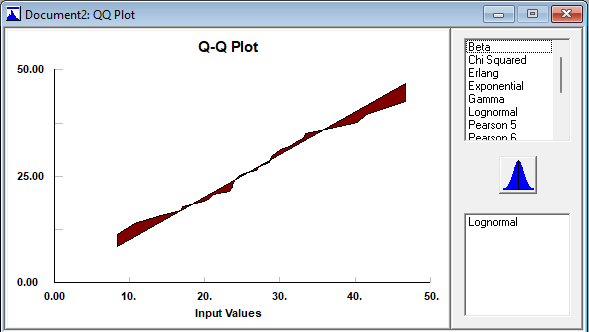 Document2: QQ Plot
Q-Q Plot
50.00
25.00
0.00
0.00 10. 20. 30. 40. 50.
Input Values
Beta
Chi Squared
Erlang
Exponential
Gamma
Lognormal
Pearson 5
Pearson 6
Lognormal